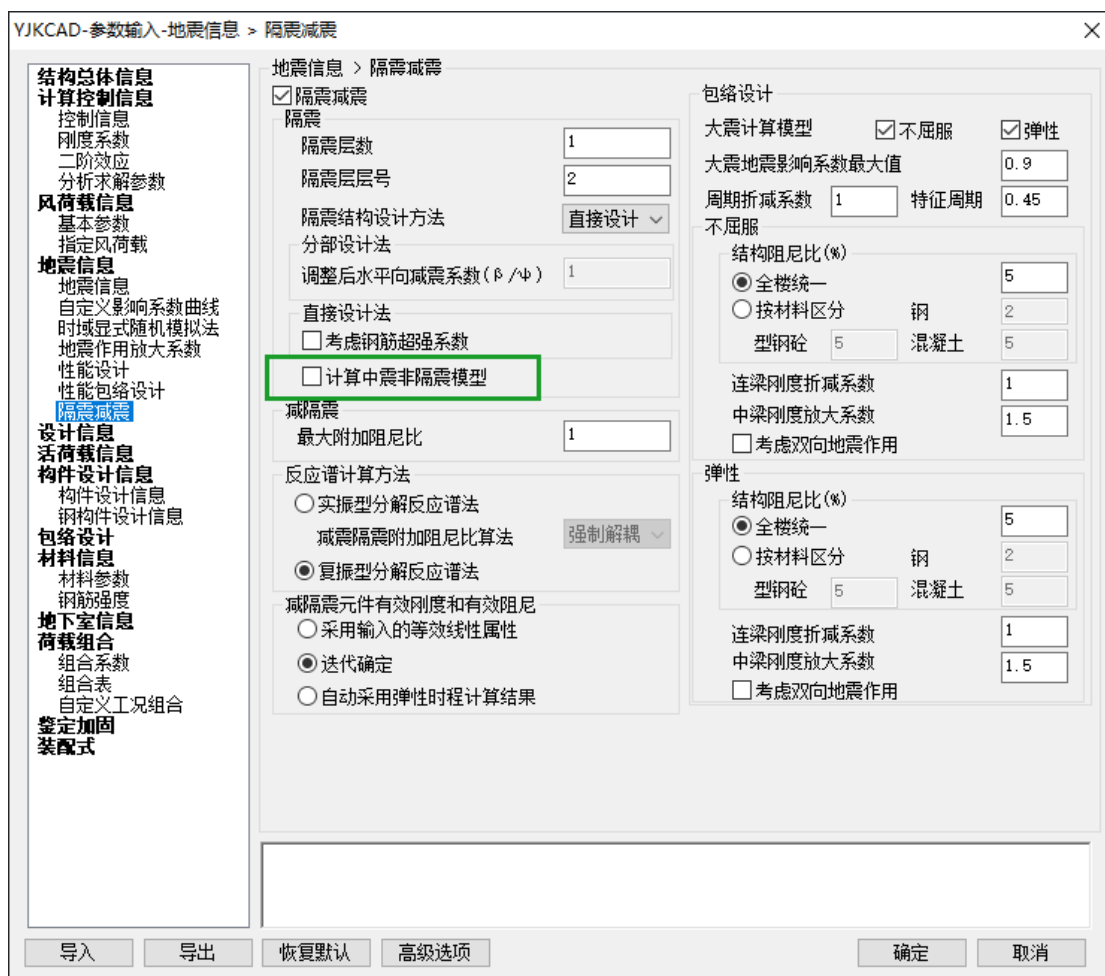 YJKCAD-参数输入-地震信息 > 隔震减震
结构总体信息
计算控制信息
控制信息
刚度系数
二阶效应
分析求解参数
风荷载信息
基本参数
指定风荷载
地震信息
地震信息
自定义影响系数曲线
时域显式随机模拟法
地震作用放大系数
性能设计
性能包络设计
隔震减震
设计信息
活荷载信息
构件设计信息
构件设计信息
钢构件设计信息
包络设计
材料信息
材料参数
钢筋强度
地下室信息
荷载组合
组合系数
组合表
自定义工况组合
鉴定加固
装配式
地震信息 > 隔震减震
隔震减震
隔震
隔震层数 1
隔震层层号 2
隔震结构设计方法 直接设计
分部设计法
调整后水平向减震系数(β/ψ) 1
直接设计法
考虑钢筋超强系数
计算中震非隔震模型
减隔震
最大附加阻尼比 1
反应谱计算方法
实振型分解反应谱法
减震隔震附加阻尼比算法 强制解耦
复振型分解反应谱法
减隔震元件有效刚度和有效阻尼
采用输入的等效线性属性
迭代确定
自动采用弹性时程计算结果
包络设计
大震计算模型 不屈服 弹性
大震地震影响系数最大值 0.9
周期折减系数 1 特征周期 0.45
不屈服
结构阻尼比(%)
全楼统一 5
按材料区分 钢 2
型钢砼 5 混凝土 5
连梁刚度折减系数 1
中梁刚度放大系数 1.5
考虑双向地震作用
弹性
结构阻尼比(%)
全楼统一 5
按材料区分 钢 2
型钢砼 5 混凝土 5
连梁刚度折减系数 1
中梁刚度放大系数 1.5
考虑双向地震作用
导入 导出 恢复默认 高级选项 确定 取消